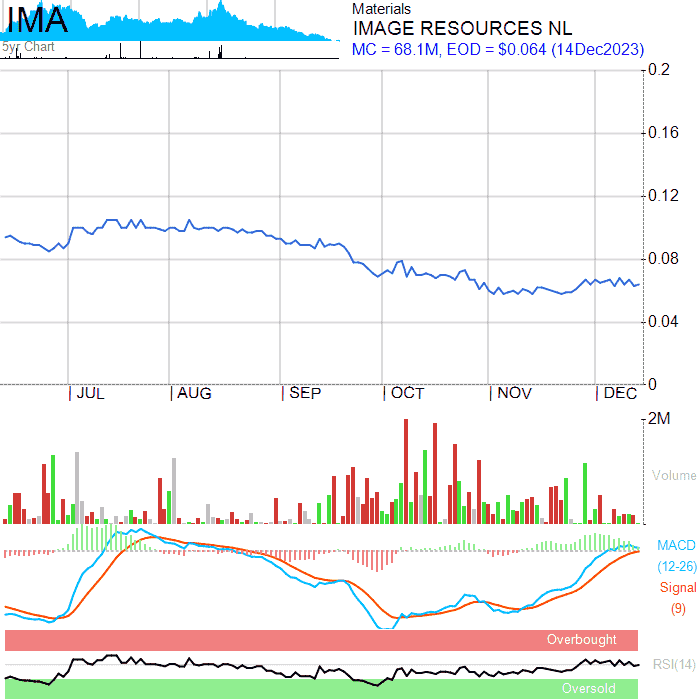 IMA
5yr Chart
Materials
IMAGE RESOURCES NL
MC = 68.1M, EOD = $0.064 (14Dec2023)
0.2
0.16
0.12
0.08
0.04
0
JUL AUG SEP OCT NOV DEC
2M
Volume
MACD
(12-26)
Signal
(9)
Overbought
RSI(14)
Oversold